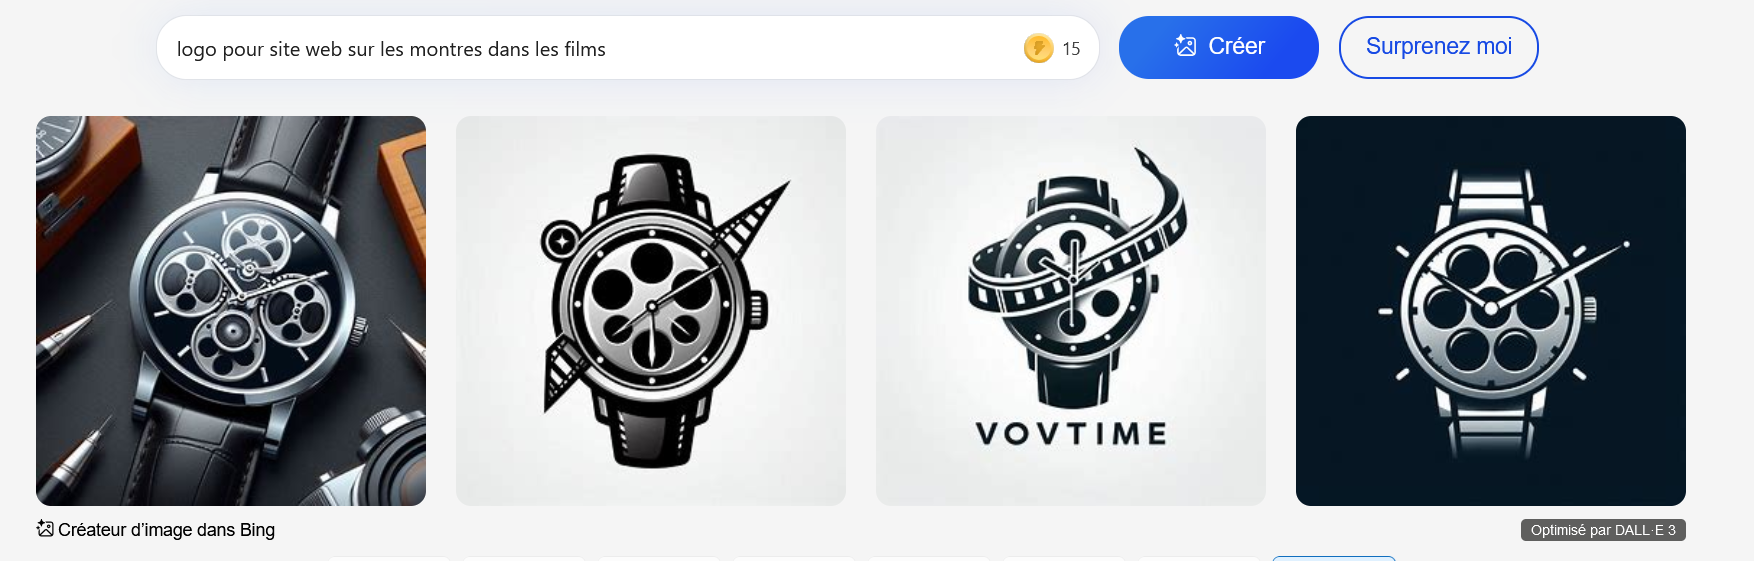 logo pour site web sur les montres dans les films
15
Créer
Surprenez moi
VOVTIME
Créateur d'image dans Bing
Optimisé par DALL·E 3